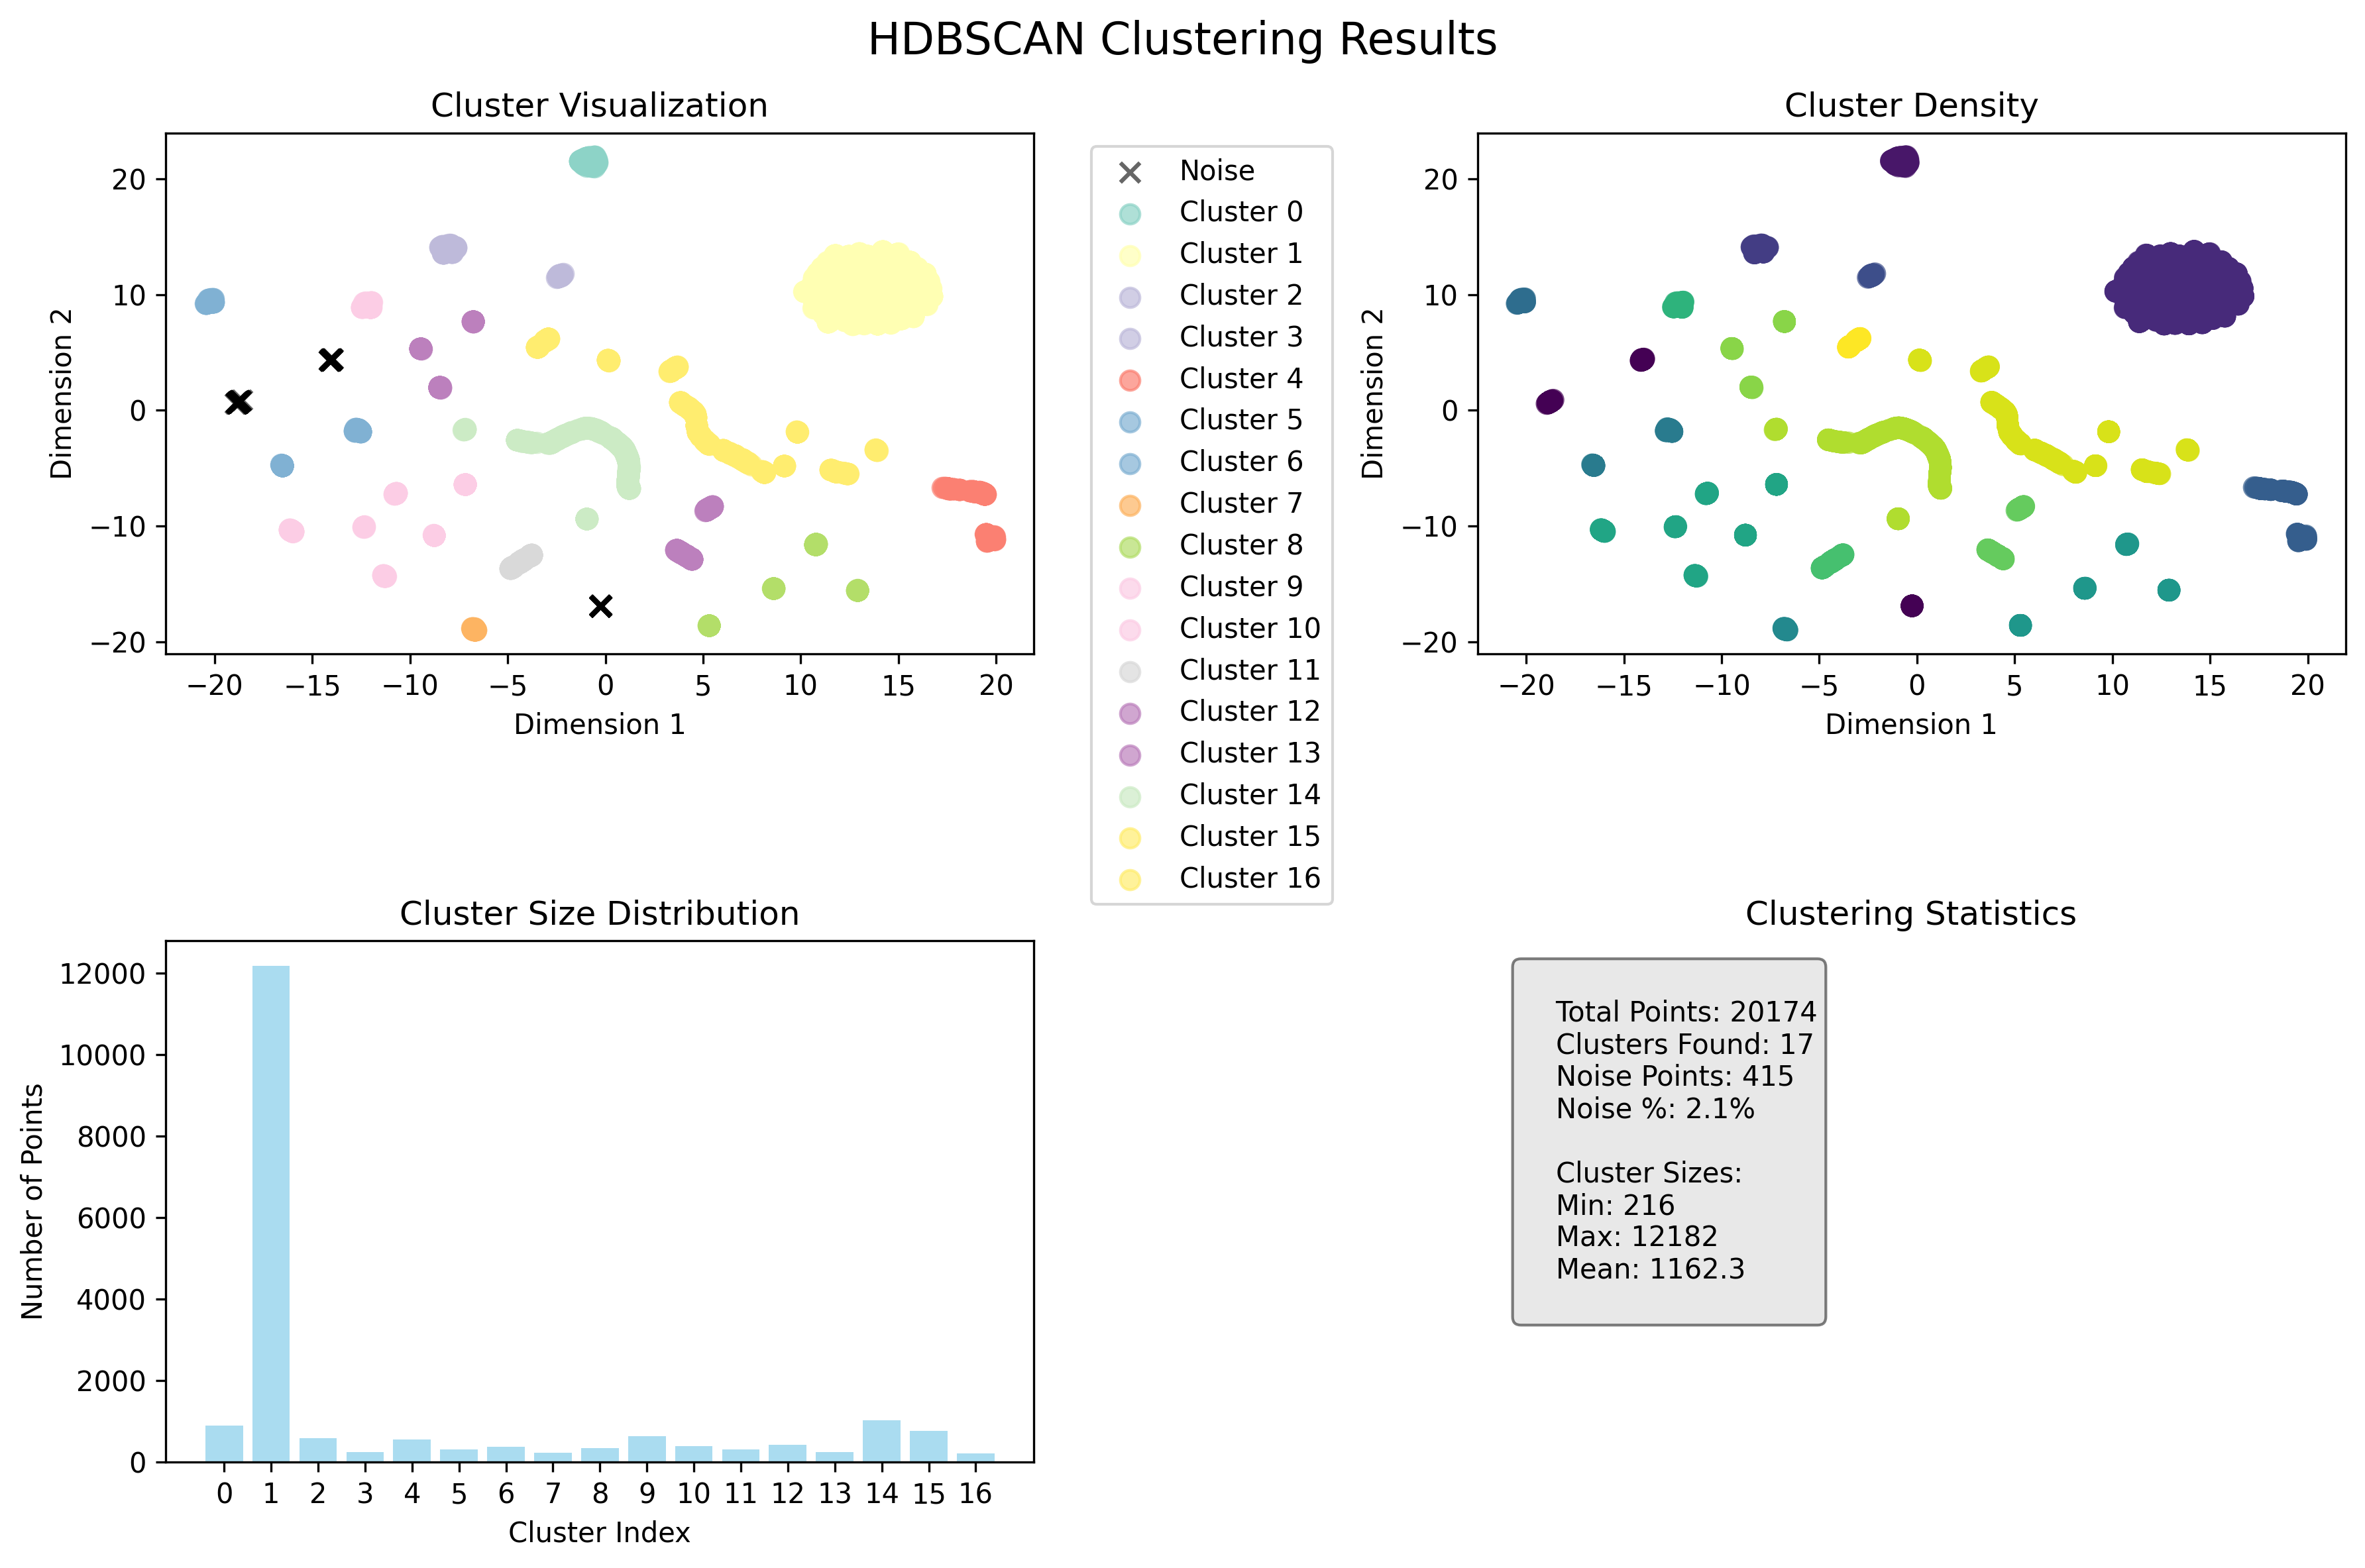 HDBSCAN Clustering Results
Cluster Visualization
20
10
0
−10
−20
Dimension 2
−20 −15 −10 −5 0 5 10 15 20
Dimension 1
Noise
Cluster 0
Cluster 1
Cluster 2
Cluster 3
Cluster 4
Cluster 5
Cluster 6
Cluster 7
Cluster 8
Cluster 9
Cluster 10
Cluster 11
Cluster 12
Cluster 13
Cluster 14
Cluster 15
Cluster 16
Cluster Density
20
10
0
−10
−20
Dimension 2
−20 −15 −10 −5 0 5 10 15 20
Dimension 1
Cluster Size Distribution
12000
10000
8000
6000
4000
2000
0
Number of Points
0 1 2 3 4 5 6 7 8 9 10 11 12 13 14 15 16
Cluster Index
Clustering Statistics
Total Points: 20174
Clusters Found: 17
Noise Points: 415
Noise %: 2.1%
Cluster Sizes:
Min: 216
Max: 12182
Mean: 1162.3